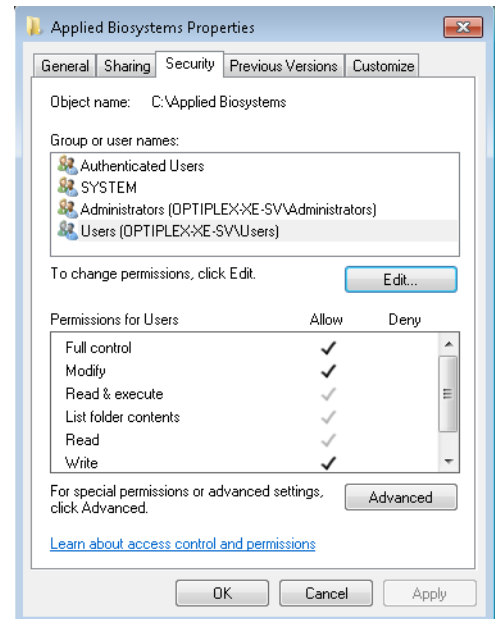 Applied Biosystems Properties
General Sharing Security Previous Versions Customize
Object name: C:\Applied Biosystems
Group or user names:
Authenticated Users
SYSTEM
Administrators (OPTIPLEX-XE-SV\Administrators)
Users (OPTIPLEX-XE-SV\Users)
To change permissions, click Edit.
Edit...
Permissions for Users Allow Deny
Full control
Modify
Read & execute
List folder contents
Read
Write
For special permissions or advanced settings,
click Advanced.
Advanced
Learn about access control and permissions
OK Cancel Apply